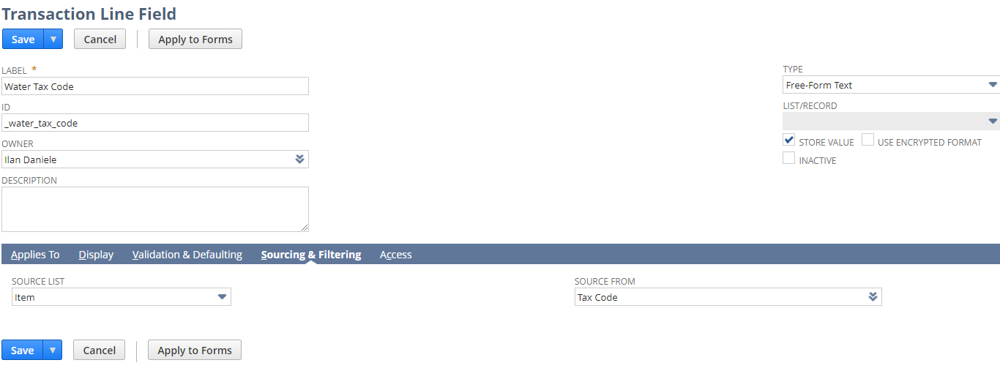 Transaction Line Field
Save Cancel Apply to Forms
LABEL *
Water Tax Code
ID
_water_tax_code
OWNER
Ilan Daniele
DESCRIPTION
TYPE
Free-Form Text
LIST/RECORD
STORE VALUE USE ENCRYPTED FORMAT
INACTIVE
Applies To Display Validation & Defaulting Sourcing & Filtering Access
SOURCE LIST
Item
SOURCE FROM
Tax Code
Save Cancel Apply to Forms